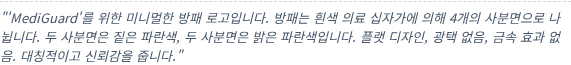 "'MediGuard'를 위한 미니멀한 방패 로고입니다. 방패는 흰색 의료 십자가에 의해 4개의 사분면으로 나
뉩니다. 두 사분면은 짙은 파란색, 두 사분면은 밝은 파란색입니다. 플랫 디자인, 광택 없음, 금속 효과 없
음. 대칭적이고 신뢰감을 줍니다."